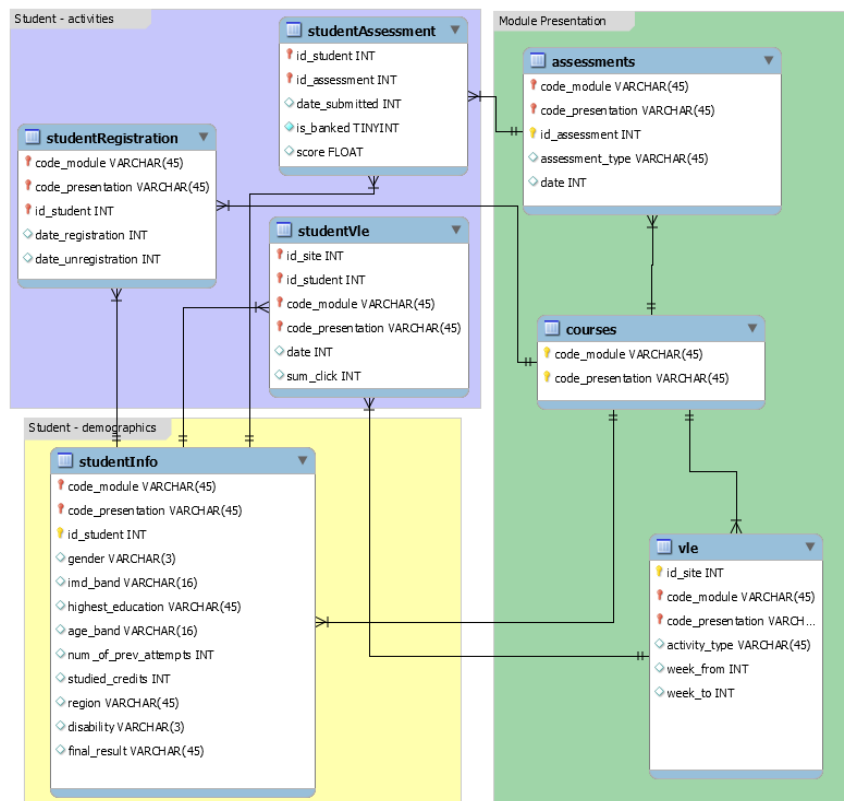 Student - activities
studentAssessment
id_student INT
id_assessment INT
date_submitted INT
is_banked TINYINT
score FLOAT
studentRegistration
code_module VARCHAR(45)
code_presentation VARCHAR(45)
id_student INT
date_registration INT
date_unregistration INT
studentVle
id_site INT
id_student INT
code_module VARCHAR(45)
code_presentation VARCHAR(45)
date INT
sum_click INT
Student - demographics
studentInfo
code_module VARCHAR(45)
code_presentation VARCHAR(45)
id_student INT
gender VARCHAR(3)
imd_band VARCHAR(16)
highest_education VARCHAR(45)
age_band VARCHAR(16)
num_of_prev_attempts INT
studied_credits INT
region VARCHAR(45)
disability VARCHAR(3)
final_result VARCHAR(45)
Module Presentation
assessments
code_module VARCHAR(45)
code_presentation VARCHAR(45)
id_assessment INT
assessment_type VARCHAR(45)
date INT
courses
code_module VARCHAR(45)
code_presentation VARCHAR(45)
vle
id_site INT
code_module VARCHAR(45)
code_presentation VARCH...
activity_type VARCHAR(45)
week_from INT
week_to INT